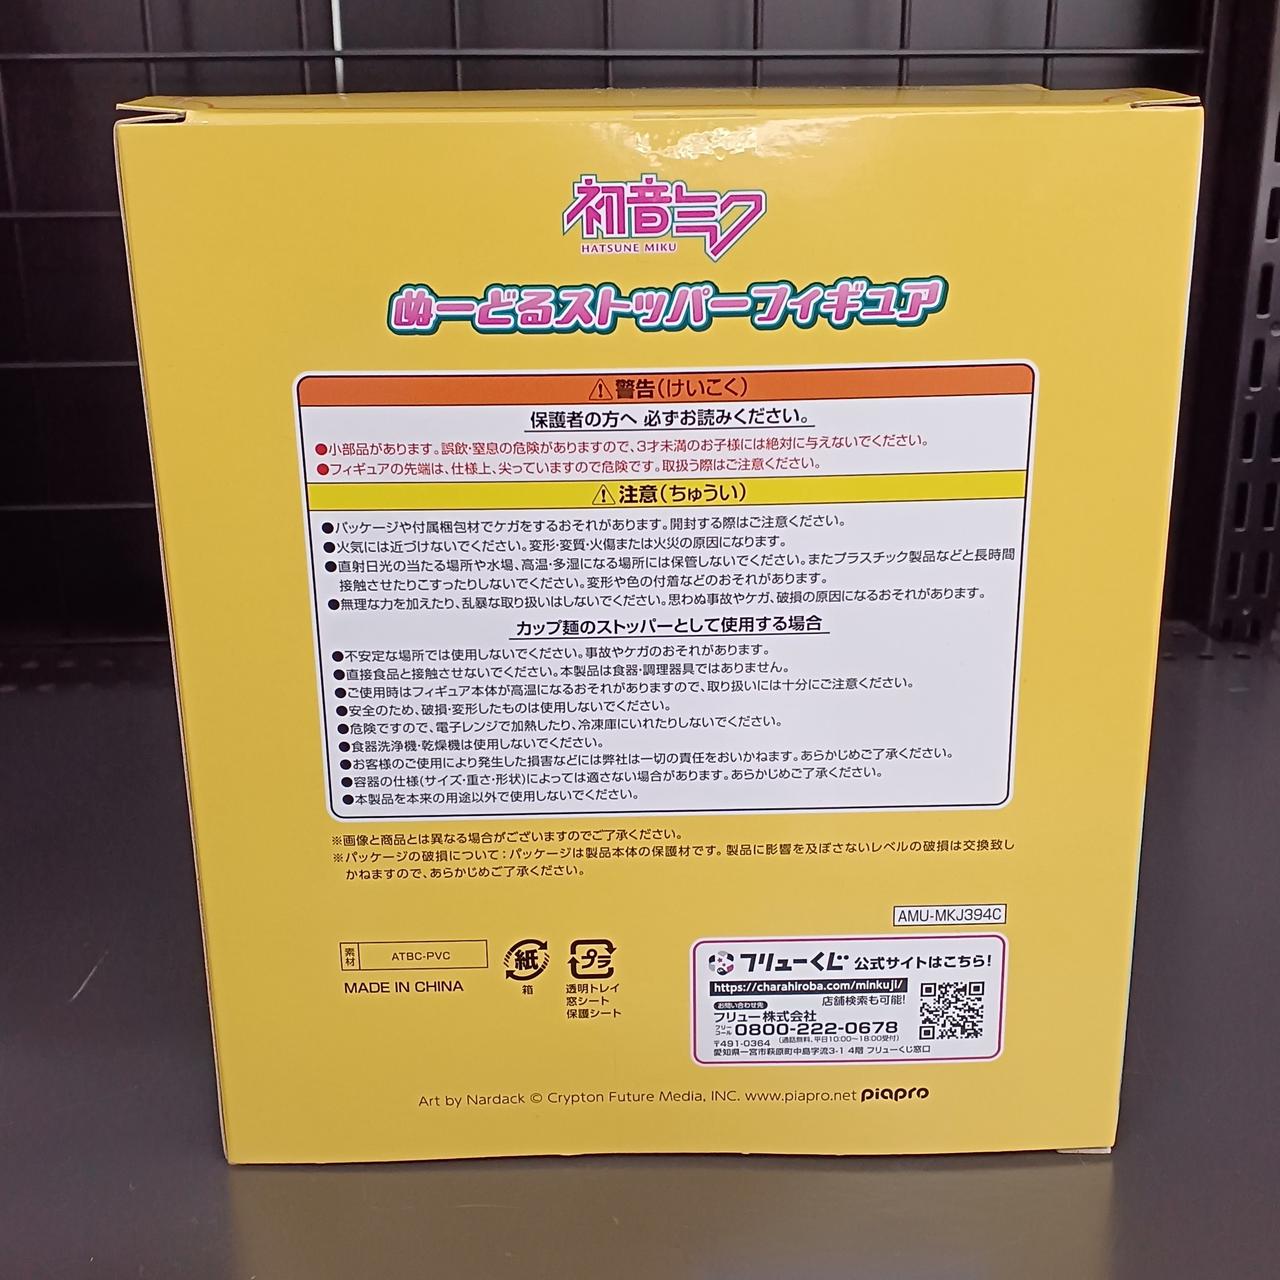 初音ミク
HATSUNE MIKU
ぬーどるストッパーフィギュア
⚠警告(けいこく)
保護者の方へ 必ずお読みください。
●小部品があります。誤飲・窒息の危険がありますので、3才未満のお子様には絶対に与えないでください。
●フィギュアの先端は、仕様上、尖っていますので危険です。取扱う際はご注意ください。
⚠注意(ちゅうい)
●パッケージや付属梱包材でケガをするおそれがあります。開封する際はご注意ください。
●火気には近づけないでください。変形・変質・火傷または火災の原因になります。
●直射日光の当たる場所や水場、高温・多湿になる場所には保管しないでください。またプラスチック製品などと長時間
接触させたりこすったりしないでください。変形や色の付着などのおそれがあります。
●無理な力を加えたり、乱暴な取り扱いはしないでください。思わぬ事故やケガ、破損の原因になるおそれがあります。
カップ麺のストッパーとして使用する場合
●不安定な場所では使用しないでください。事故やケガのおそれがあります。
●直接食品と接触させないでください。本製品は食器・調理器具ではありません。
●ご使用時はフィギュア本体が高温になるおそれがありますので、取り扱いには十分にご注意ください。
●安全のため、破損・変形したものは使用しないでください。
●危険ですので、電子レンジで加熱したり、冷凍庫にいれたりしないでください。
●食器洗浄機・乾燥機は使用しないでください。
●お客様のご使用により発生した損害などには弊社は一切の責任をおいかねます。あらかじめご了承ください。
●容器の仕様(サイズ・重さ・形状)によっては適さない場合があります。あらかじめご了承ください。
●本製品を本来の用途以外で使用しないでください。
※画像と商品とは異なる場合がございますのでご了承ください。
※パッケージの破損について：パッケージは製品本体の保護材です。製品に影響を及ぼさないレベルの破損は交換致し
かねますので、あらかじめご了承ください。
AMU-MKJ394C
素材 ATBC-PVC
MADE IN CHINA
紙
箱
プラ
透明トレイ
窓シート
保護シート
フリューくじ 公式サイトはこちら!
https://charahiroba.com/minkuji/
店舗検索も可能!
お問い合わせ先
フリュー株式会社
フリーコール 0800-222-0678
〒491-0364 (通話無料、平日10:00~18:00受付)
愛知県一宮市萩原町中島字流3-1 4階 フリューくじ窓口
Art by Nardack © Crypton Future Media, INC. www.piapro.net piapro